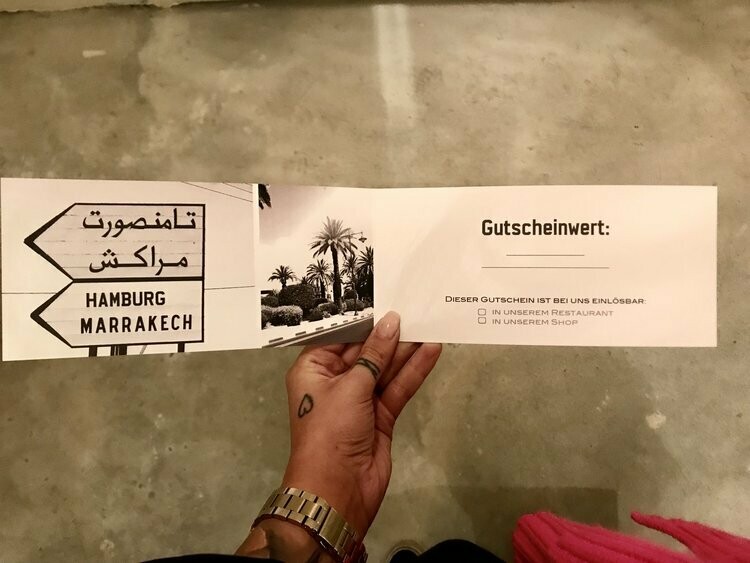 تامنصورت
مراكش
HAMBURG
MARRAKECH
Gutscheinwert:
DIESER GUTSCHEIN IST BEI UNS EINLÖSBAR:
IN UNSEREM RESTAURANT
IN UNSEREM SHOP